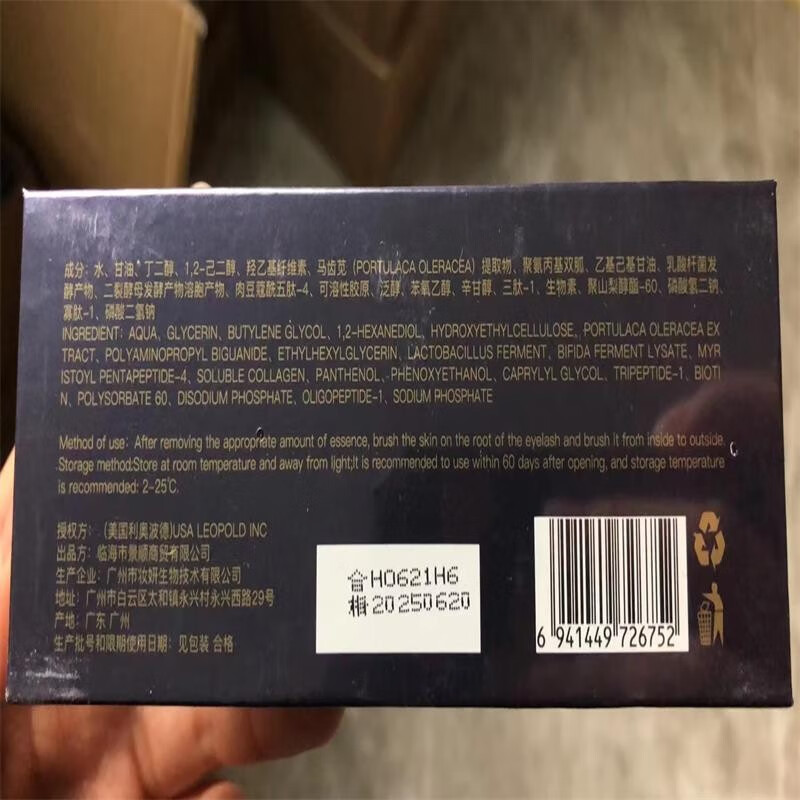 成分：水、甘油、丁二醇、1,2-己二醇、羟乙基纤维素、马齿苋（PORTULACA OLERACEA）提取物、聚氨丙基双胍、乙基己基甘油、乳酸杆菌发
酵产物、二裂酵母发酵产物溶胞产物、肉豆蔻酰五肽-4、可溶性胶原、泛醇、苯氧乙醇、辛甘醇、三肽-1、生物素、聚山梨醇酯-60、磷酸氢二钠、
寡肽-1、磷酸二氢钠
INGREDIENT: AQUA, GLYCERIN, BUTYLENE GLYCOL, 1,2-HEXANEDIOL, HYDROXYETHYLCELLULOSE, PORTULACA OLERACEA EX
TRACT, POLYAMINOPROPYL BIGUANIDE, ETHYLHEXYLGLYCERIN, LACTOBACILLUS FERMENT, BIFIDA FERMENT LYSATE, MYR
ISTOYL PENTAPEPTIDE-4, SOLUBLE COLLAGEN, PANTHENOL, PHENOXYETHANOL, CAPRYLYL GLYCOL, TRIPEPTIDE-1, BIOTI
N, POLYSORBATE 60, DISODIUM PHOSPHATE, OLIGOPEPTIDE-1, SODIUM PHOSPHATE
Method of use: After removing the appropriate amount of essence, brush the skin on the root of the eyelash and brush it from inside to outside.
Storage method:Store at room temperature and away from light;It is recommended to use within 60 days after opening, and storage temperature
is recommended: 2-25℃.
授权方：(美国利奥波德)USA LEOPOLD INC
出品方：临海市景顺商贸有限公司
生产企业：广州市妆妍生物技术有限公司
地址：广州市白云区太和镇永兴村永兴西路29号
产地：广东 广州
生产批号和限期使用日期：见包装 合格
HO621H6
20250620
6 941449 726752